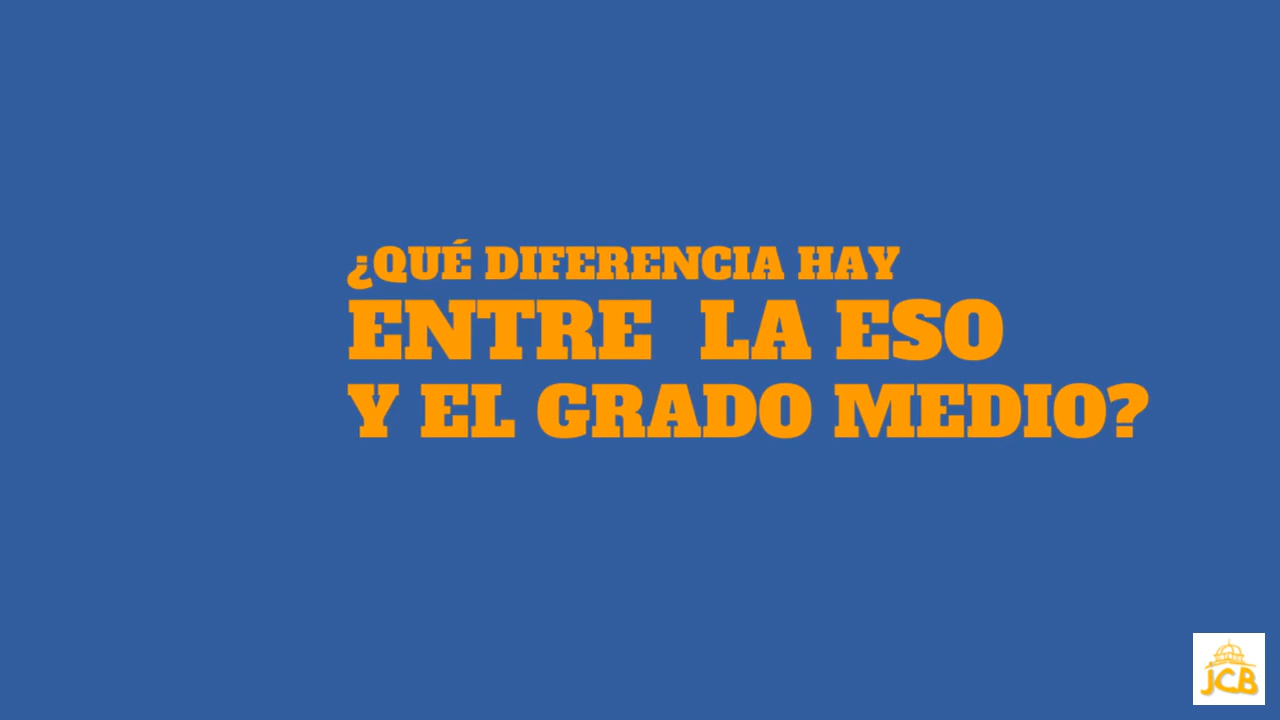 ¿QUÉ DIFERENCIA HAY
ENTRE LA ESO
Y EL GRADO MEDIO?
JCB